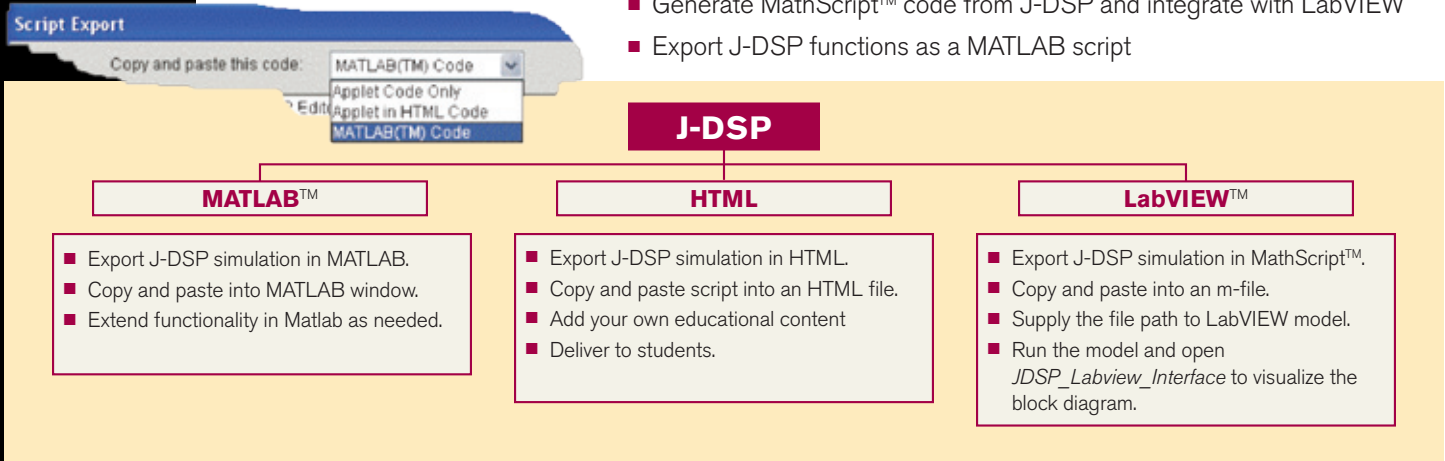 ■ Generate MathScript™ code from J-DSP and integrate with LabVIEW
■ Export J-DSP functions as a MATLAB script
Script Export
Copy and paste this code: MATLAB(TM) Code
Applet Code Only
Applet in HTML Code
MATLAB(TM) Code
J-DSP
MATLAB™
■ Export J-DSP simulation in MATLAB.
■ Copy and paste into MATLAB window.
■ Extend functionality in Matlab as needed.
HTML
■ Export J-DSP simulation in HTML.
■ Copy and paste script into an HTML file.
■ Add your own educational content
■ Deliver to students.
LabVIEW™
■ Export J-DSP simulation in MathScript™.
■ Copy and paste into an m-file.
■ Supply the file path to LabVIEW model.
■ Run the model and open
JDSP_Labview_Interface to visualize the
block diagram.